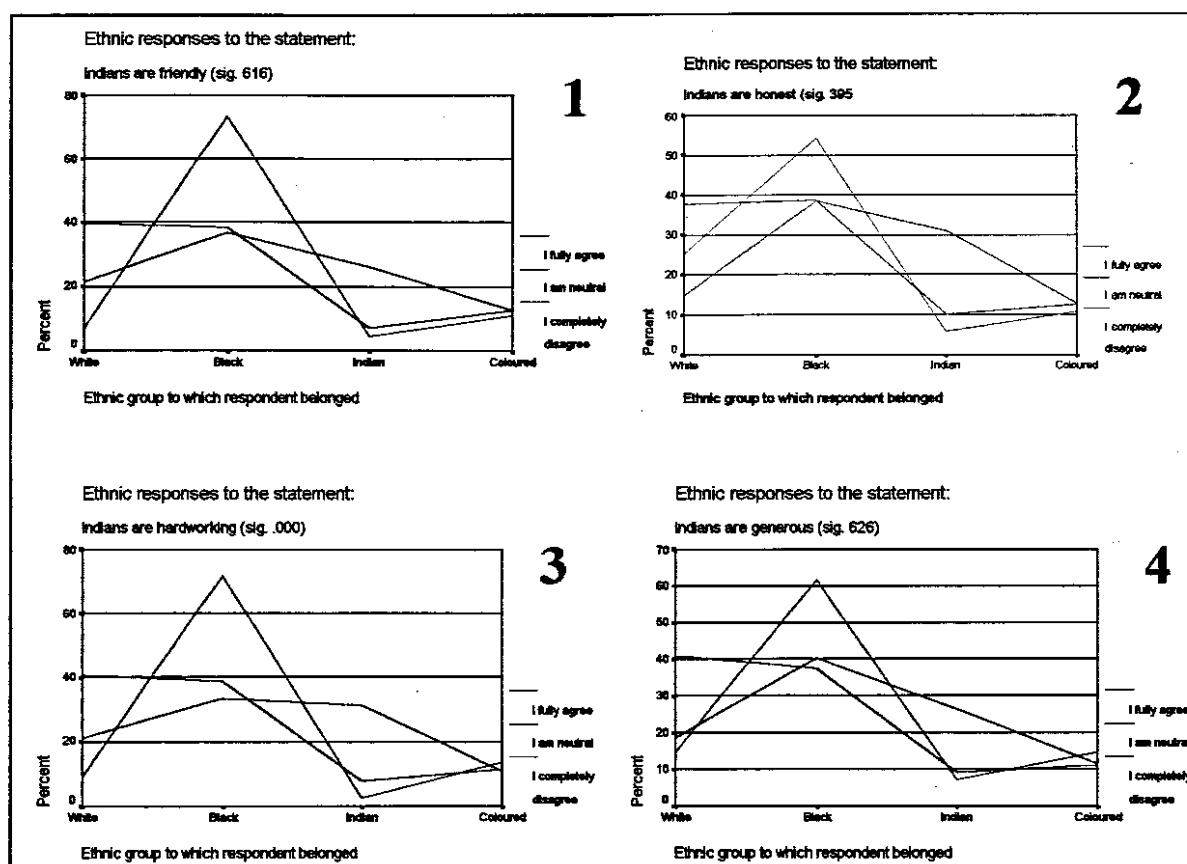 Ethnic responses to the statement:
Indians are friendly (sig. 616)
1
80
60
40
20
0
Percent
White Black Indian Coloured
I fully agree
I am neutral
I completely
disagree
Ethnic group to which respondent belonged
Ethnic responses to the statement:
Indians are honest (sig. 395
2
60
50
40
30
20
10
0
Percent
White Black Indian Coloured
I fully agree
I am neutral
I completely
disagree
Ethnic group to which respondent belonged
Ethnic responses to the statement:
Indians are hardworking (sig. .000)
3
80
60
40
20
0
Percent
White Black Indian Coloured
I fully agree
I am neutral
I completely
disagree
Ethnic group to which respondent belonged
Ethnic responses to the statement:
Indians are generous (sig. 626)
4
70
60
50
40
30
20
10
0
Percent
White Black Indian Coloured
I fully agree
I am neutral
I completely
disagree
Ethnic group to which respondent belonged